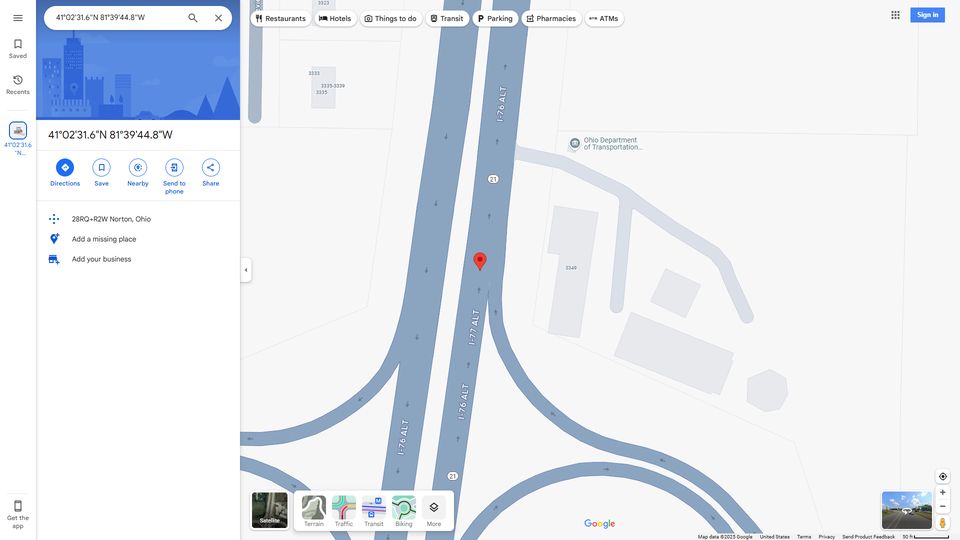 41°02'31.6"N 81°39'44.8"W
Restaurants
Hotels
Things to do
Transit
Parking
Pharmacies
ATMs
Sign in
Saved
Recents
41°02'31.6
"N...
41°02'31.6"N 81°39'44.8"W
Directions
Save
Nearby
Send to
phone
Share
28RQ+R2W Norton, Ohio
Add a missing place
Add your business
Get the
app
3323
3333
3335-3339
3335
I-76 ALT
Ohio Department
of Transportation...
21
3349
I-77 ALT
I-76 ALT
I-76 ALT
21
Satellite
Terrain
Traffic
Transit
Biking
More
Google
Map data ©2025 Google
United States
Terms
Privacy
Send Product Feedback
50 ft